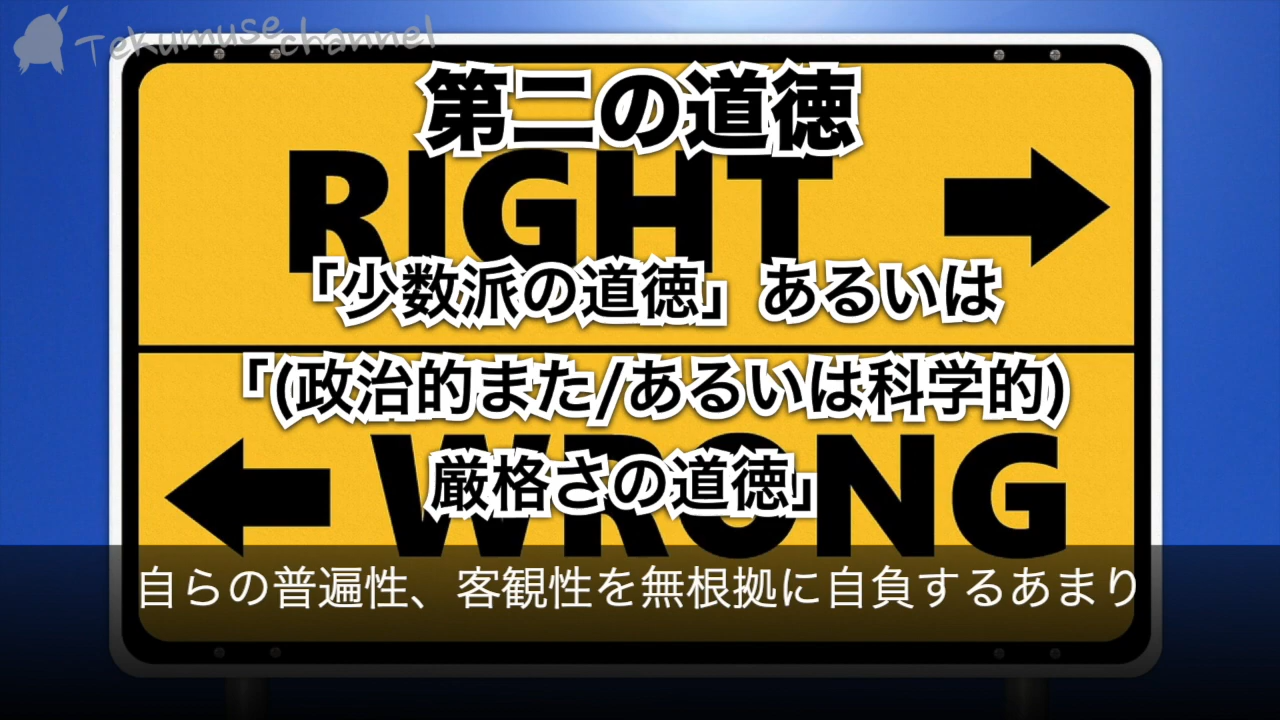 Tekumuse channel
第二の道徳
RIGHT
「少数派の道徳」あるいは
「(政治的また/あるいは科学的)
WRONG
厳格さの道徳」
自らの普遍性、客観性を無根拠に自負するあまり